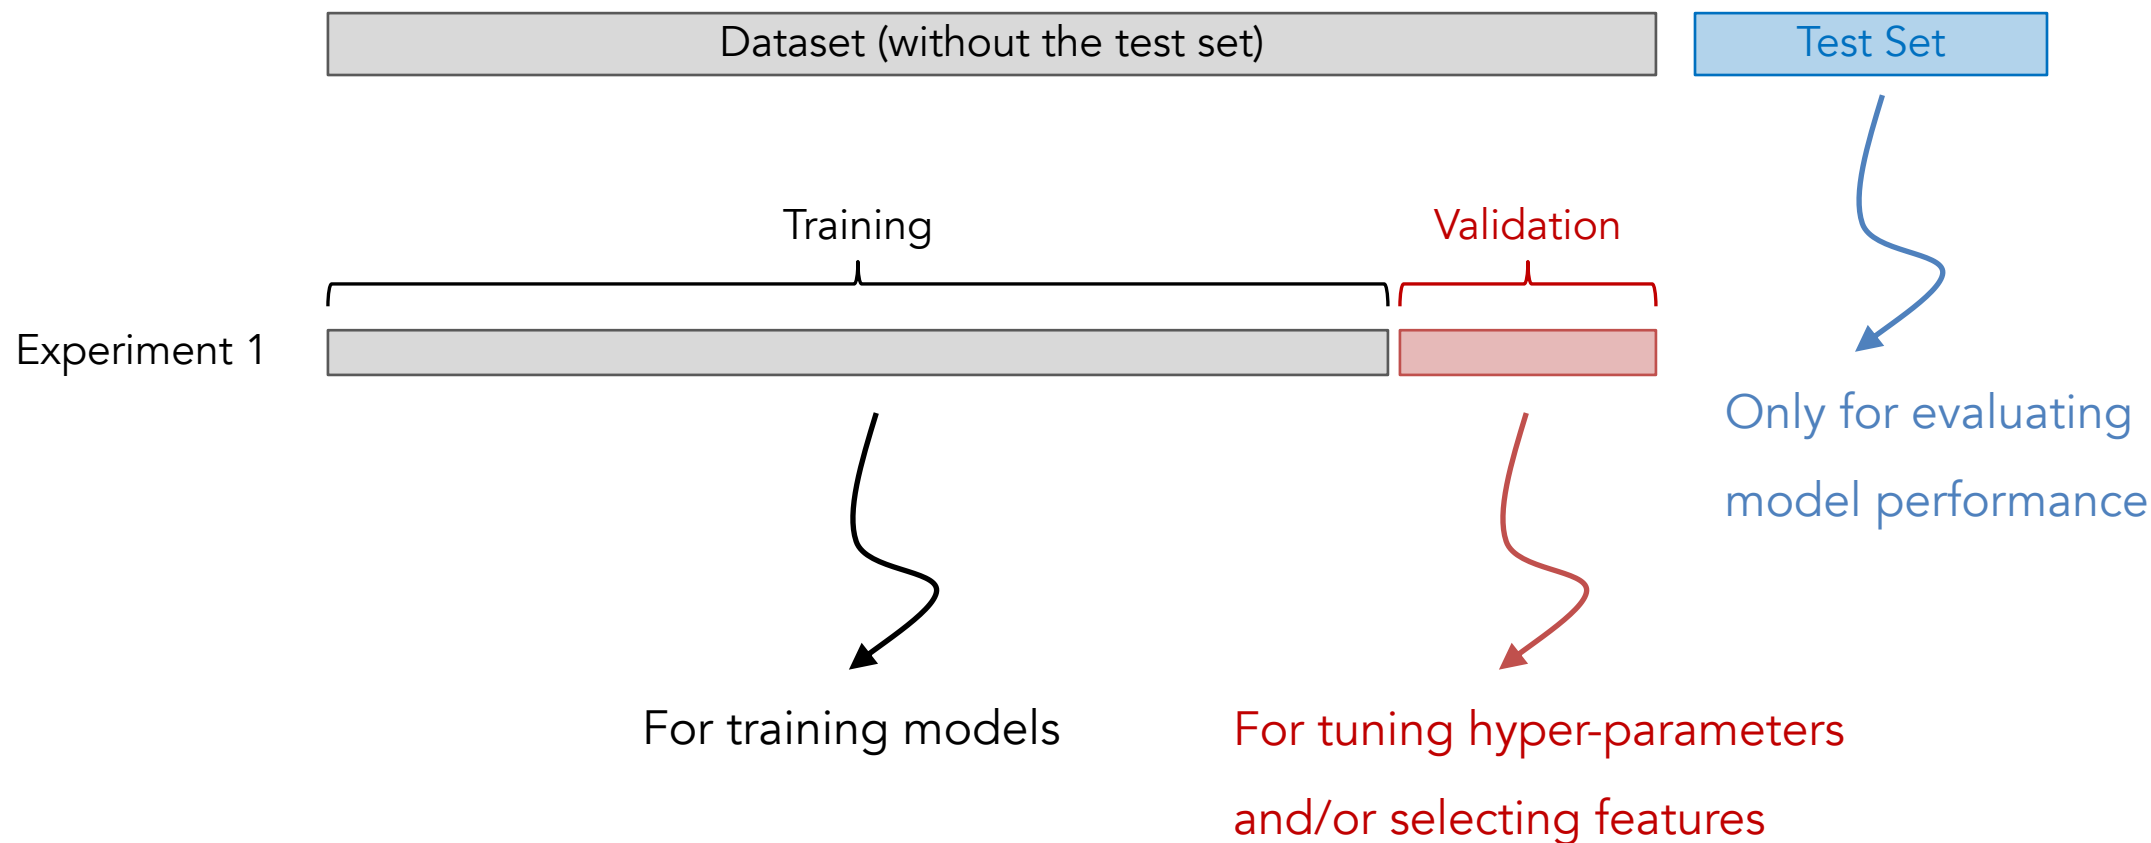 Dataset (without the test set)
Test Set
Training
Validation
Experiment 1
Only for evaluating
model performance
For training models
For tuning hyper-parameters
and/or selecting features